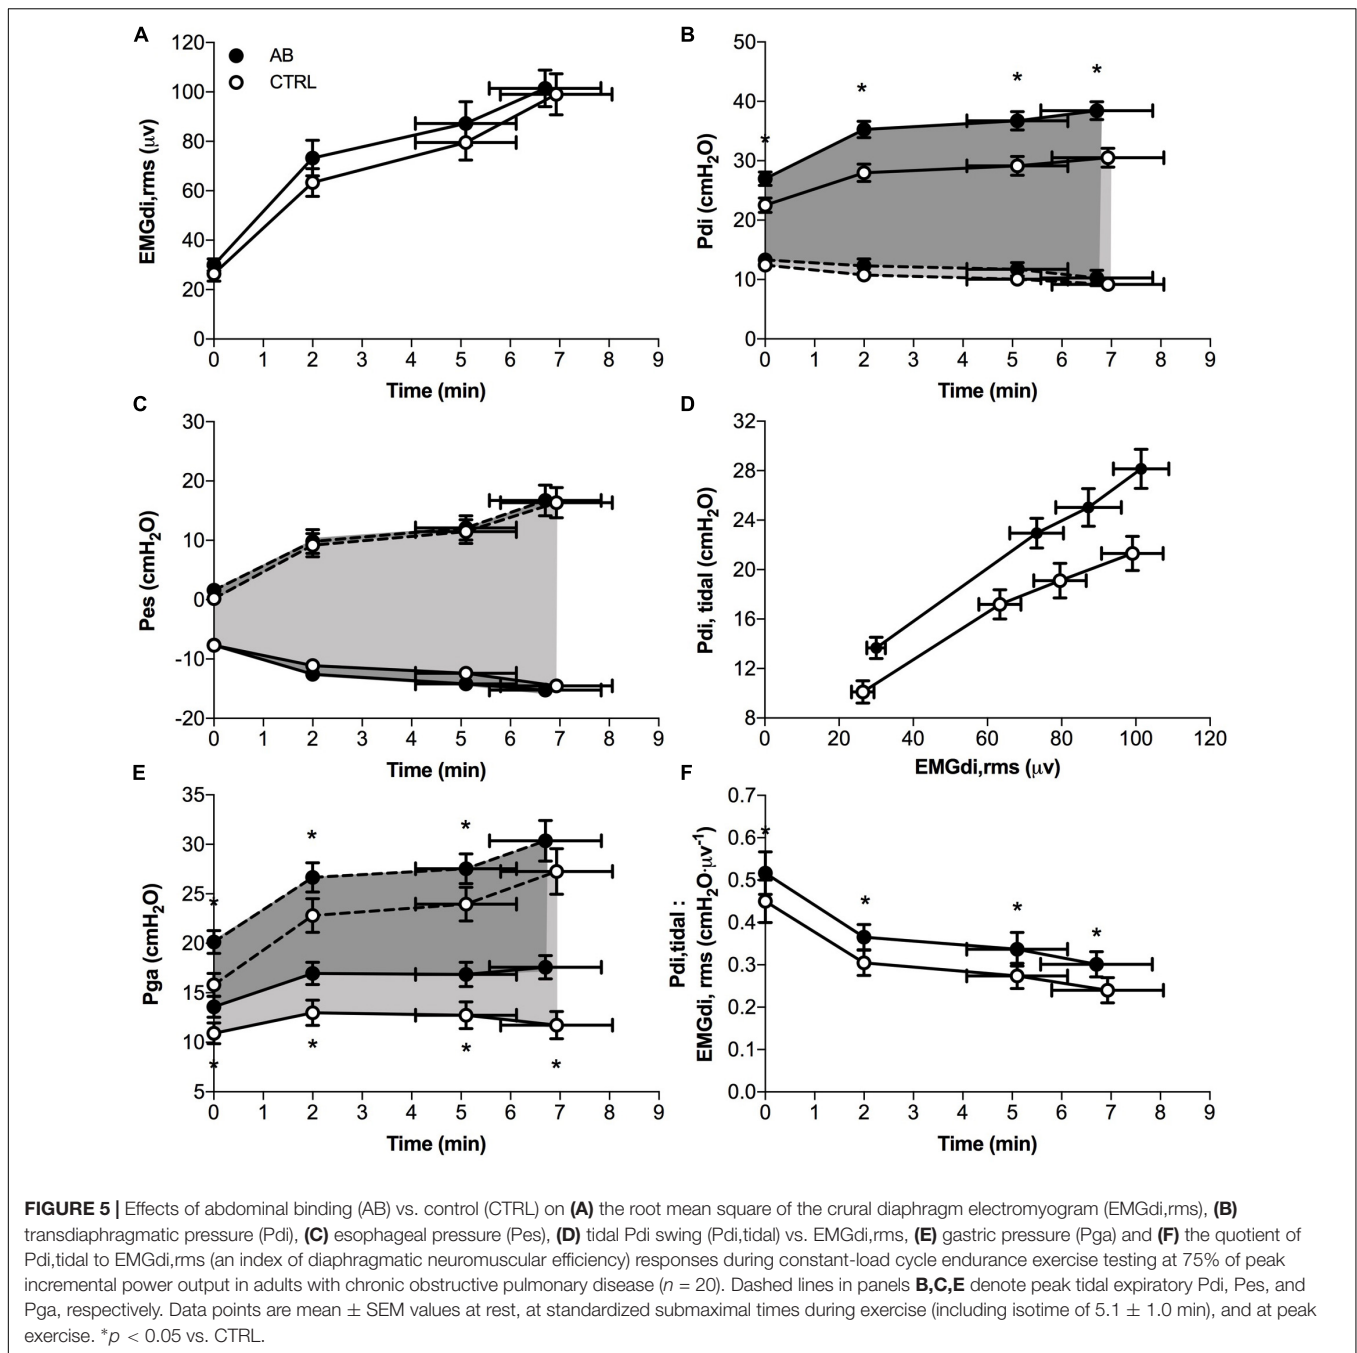 A
EMGdi,rms (μv)
120
100
80
60
40
20
0
AB
CTRL
0 1 2 3 4 5 6 7 8 9
Time (min)
B
Pdi (cmH2O)
50
40
30
20
10
0
* * * *
0 1 2 3 4 5 6 7 8 9
Time (min)
C
Pes (cmH2O)
30
20
10
0
-10
-20
0 1 2 3 4 5 6 7 8 9
Time (min)
D
Pdi, tidal (cmH2O)
32
28
24
20
16
12
8
0 20 40 60 80 100 120
EMGdi,rms (μv)
E
Pga (cmH2O)
35
30
25
20
15
10
5
* * *
* * * *
0 1 2 3 4 5 6 7 8 9
Time (min)
F
Pdi,tidal :
EMGdi, rms (cmH2O·μv-1)
0.7
0.6
0.5
0.4
0.3
0.2
0.1
0.0
* * * *
0 1 2 3 4 5 6 7 8 9
Time (min)
FIGURE 5 | Effects of abdominal binding (AB) vs. control (CTRL) on (A) the root mean square of the crural diaphragm electromyogram (EMGdi,rms), (B)
transdiaphragmatic pressure (Pdi), (C) esophageal pressure (Pes), (D) tidal Pdi swing (Pdi,tidal) vs. EMGdi,rms, (E) gastric pressure (Pga) and (F) the quotient of
Pdi,tidal to EMGdi,rms (an index of diaphragmatic neuromuscular efficiency) responses during constant-load cycle endurance exercise testing at 75% of peak
incremental power output in adults with chronic obstructive pulmonary disease (n = 20). Dashed lines in panels B,C,E denote peak tidal expiratory Pdi, Pes, and
Pga, respectively. Data points are mean ± SEM values at rest, at standardized submaximal times during exercise (including isotime of 5.1 ± 1.0 min), and at peak
exercise. *p < 0.05 vs. CTRL.